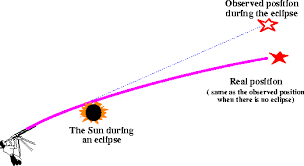 Observed position
during the eclipse
Real position
( same as the observed position
when there is no eclipse)
The Sun during
an eclipse